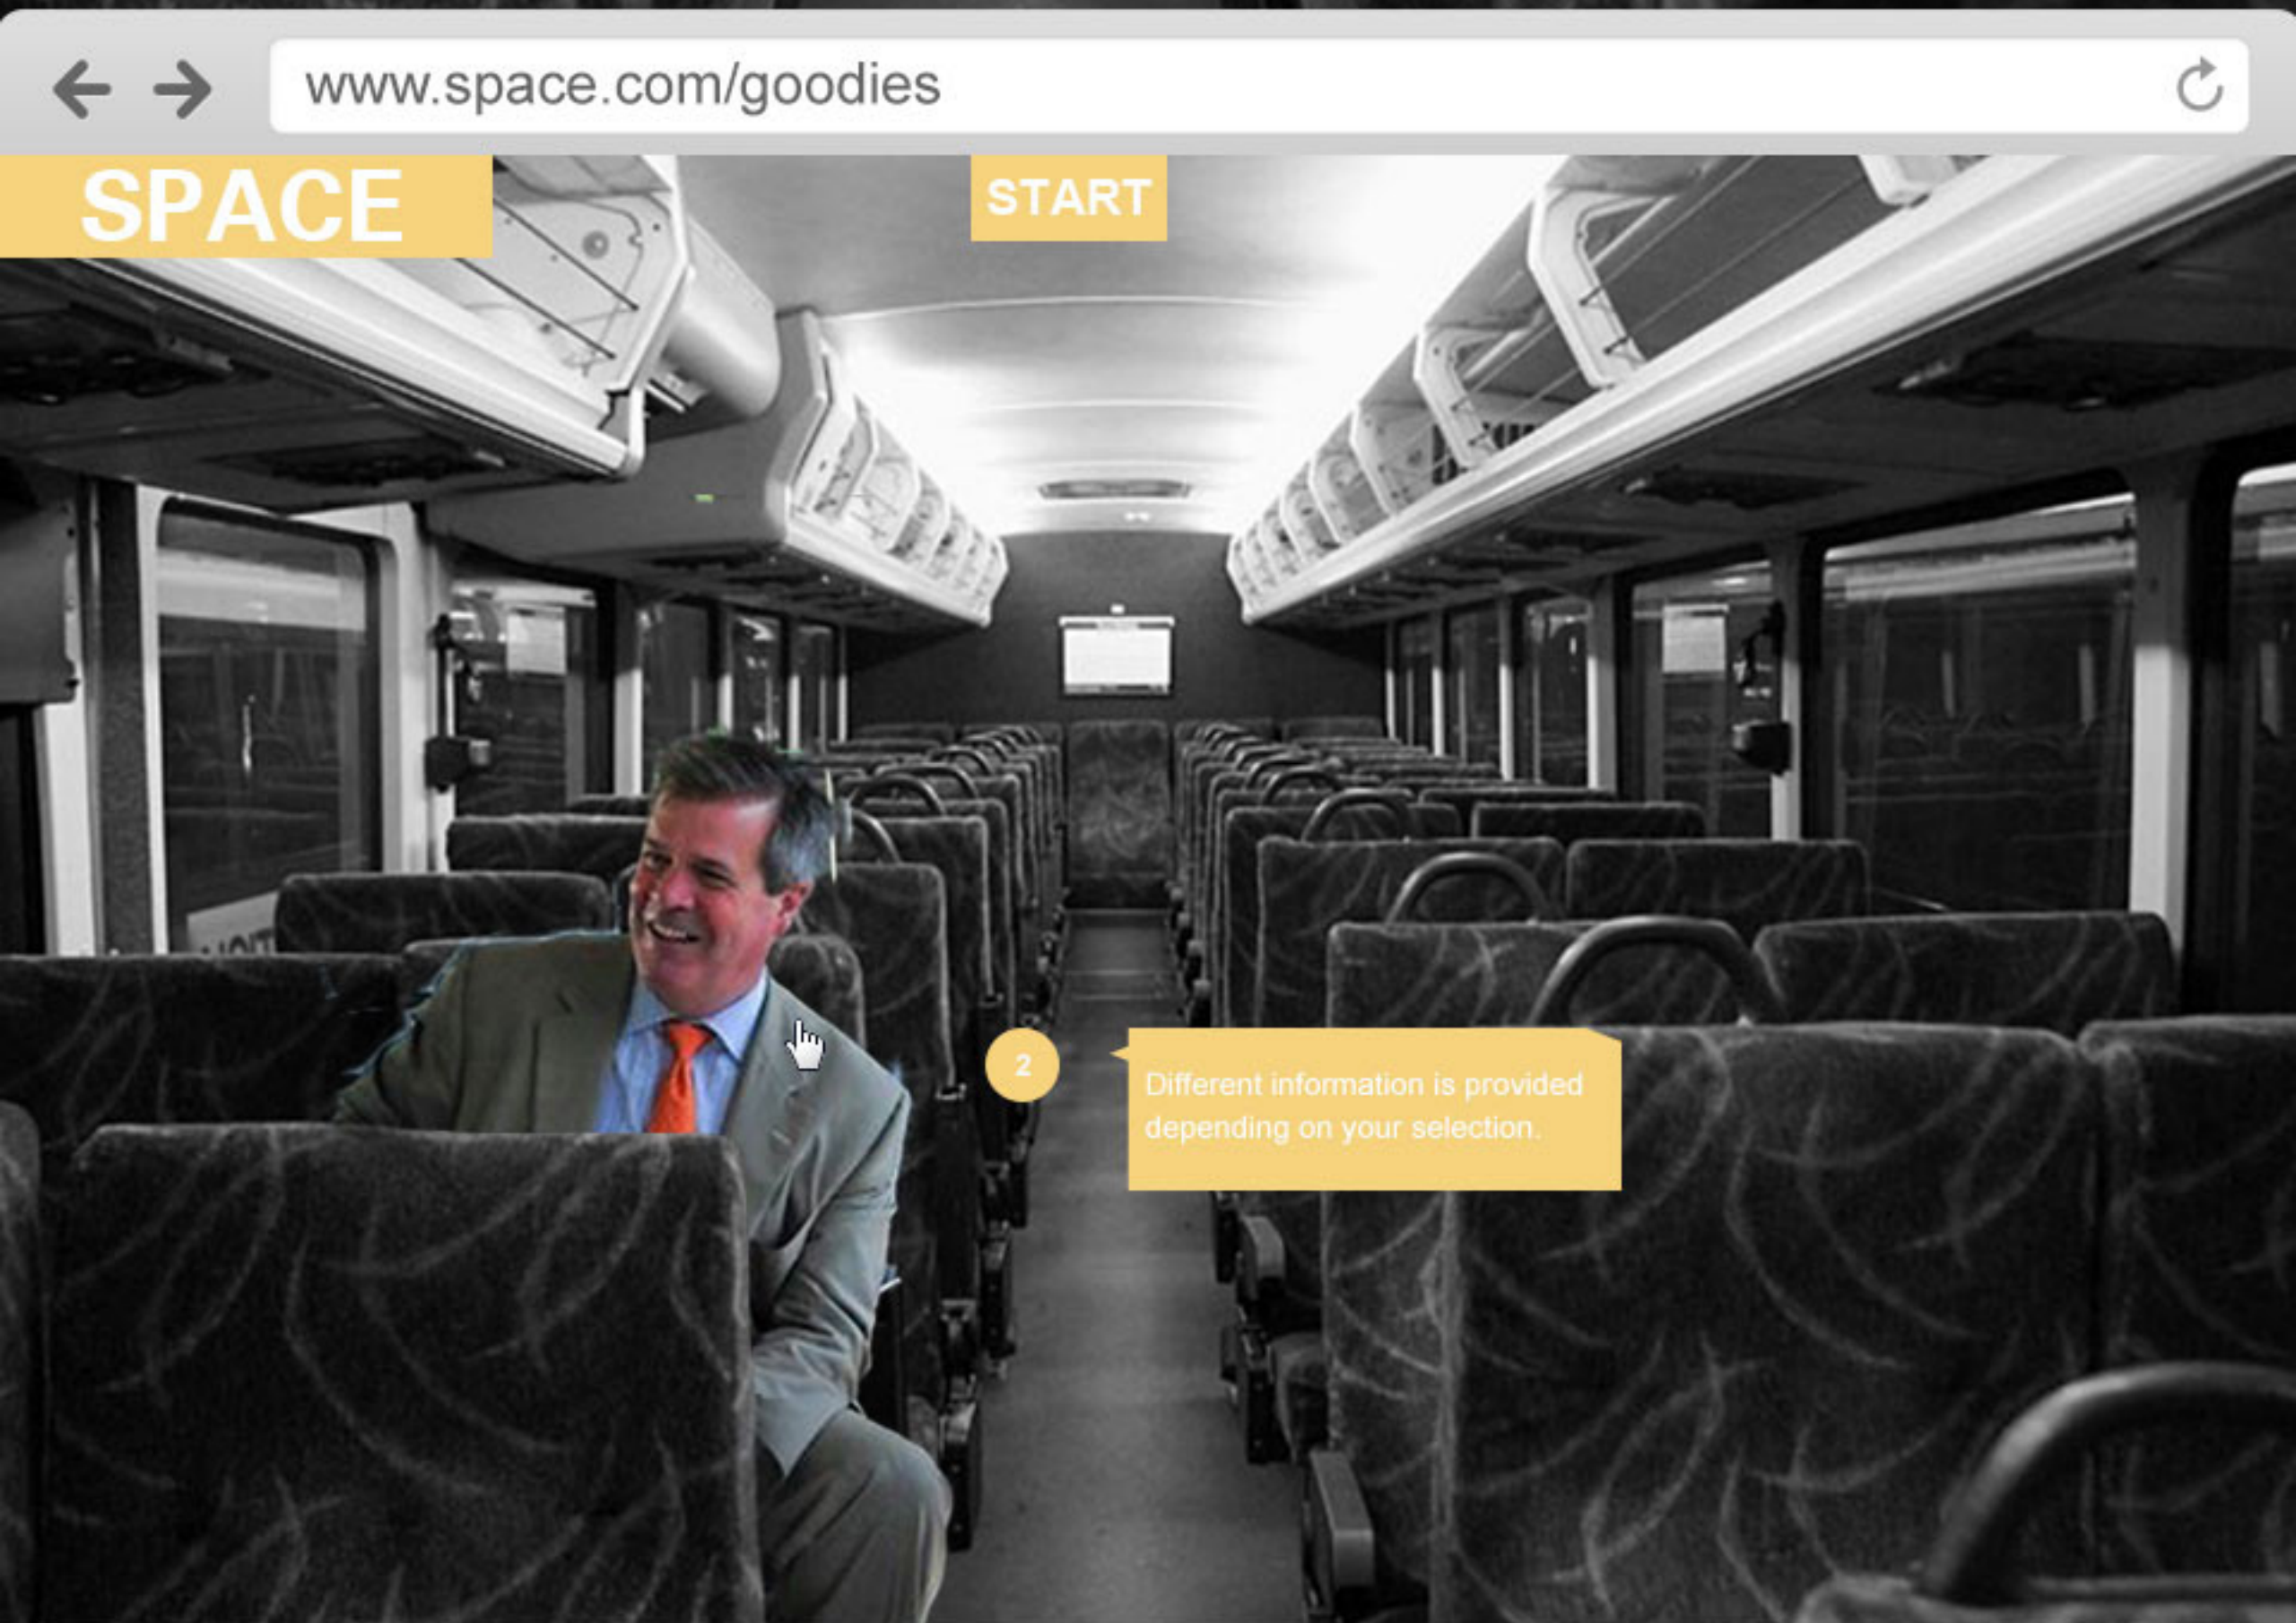 www.space.com/goodies
SPACE
START
2
Different information is provided
depending on your selection.